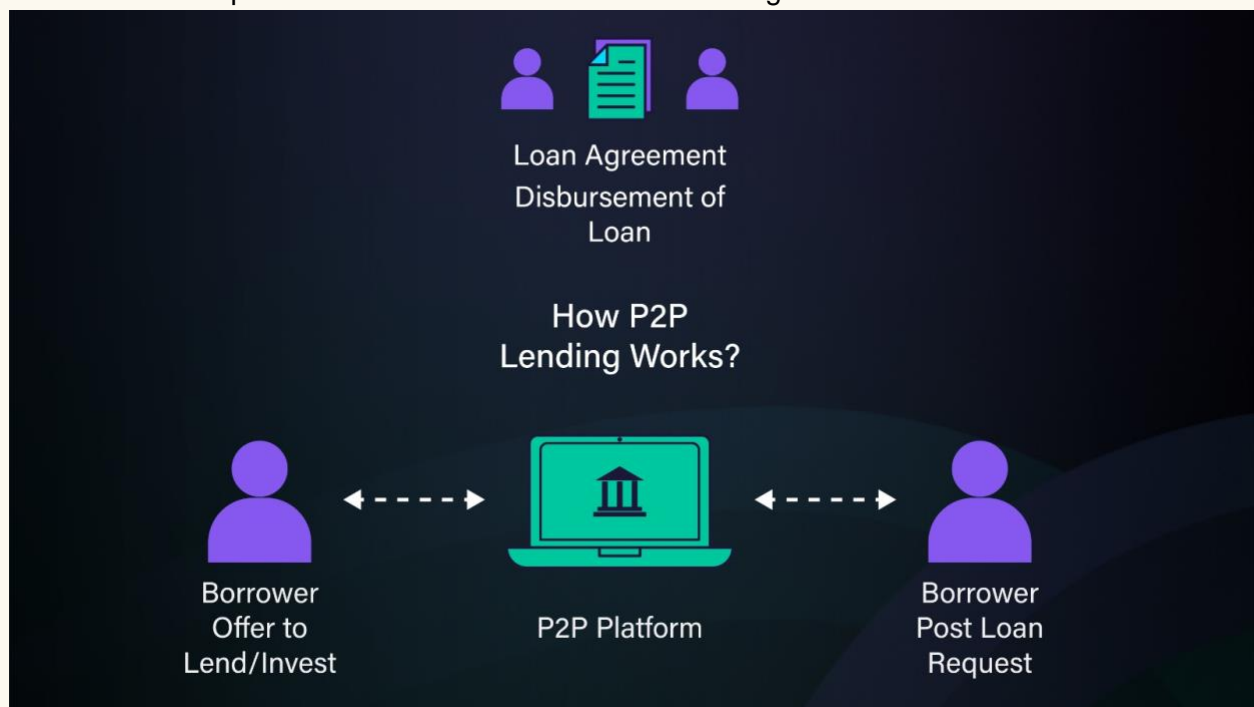 Loan Agreement
Disbursement of
Loan
How P2P
Lending Works?
Borrower
Offer to
Lend/Invest
P2P Platform
Borrower
Post Loan
Request